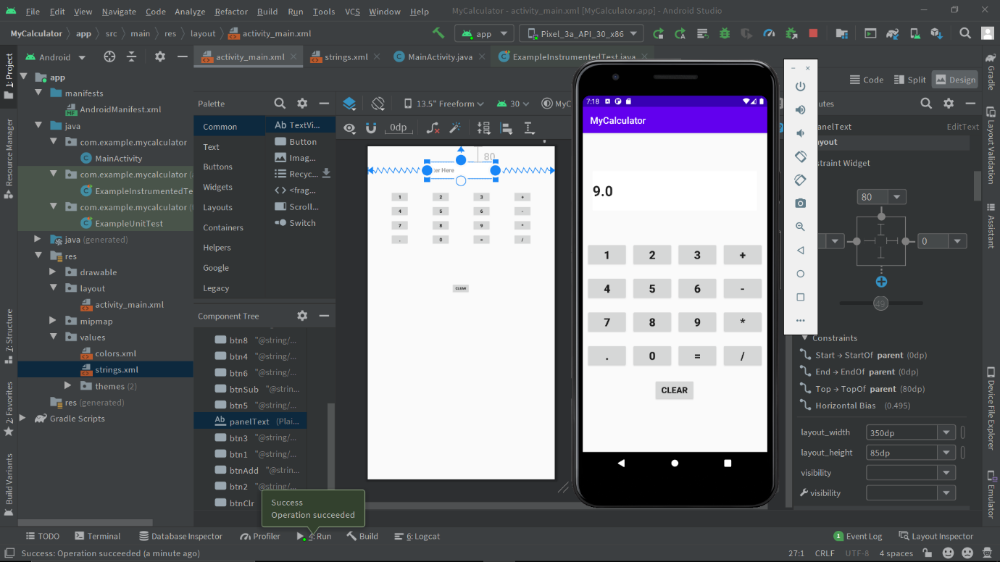 File Edit View Navigate Code Analyze Refactor Build Run Tools VCS Window Help MyCalculator - activity_main.xml [MyCalculator.app] - Android Studio
MyCalculator app src main res layout activity_main.xml app Pixel_3a_API_30_x86
1: Project
Resource Manager
7: Structure
2: Favorites
Build Variants
Android
app
manifests
AndroidManifest.xml
java
com.example.mycalculator
MainActivity
com.example.mycalculator
ExampleInstrumentedTe
com.example.mycalculator
ExampleUnitTest
java (generated)
res
drawable
layout
activity_main.xml
mipmap
values
colors.xml
strings.xml
themes (2)
res (generated)
Gradle Scripts
activity_main.xml strings.xml MainActivity.java ExampleInstrumentedTest.java
Code Split Design
Palette
Common
Text
Buttons
Widgets
Layouts
Containers
Helpers
Google
Legacy
Ab TextVi...
Button
Imag...
Recyc...
<frag...
Scroll...
Switch
Component Tree
btn8 "@string/...
btn4 "@string/...
btn6 "@string/...
btnSub "@strin...
btn5 "@string/...
Ab panelText (Plai...
btn3 "@string/...
btn1 "@string/...
btnAdd "@strin...
btn2 "@string/...
btnClr
Success
Operation succeeded
13.5" Freeform 30 MyC
0dp
80
ter Here
1 2 3 +
4 5 6 -
7 8 9 *
. 0 = /
CLEAR
7:18
MyCalculator
9.0
1 2 3 +
4 5 6 -
7 8 9 *
. 0 = /
CLEAR
utes
panelText EditText
yout
straint Widget
80
0
49
Constraints
Start → StartOf parent (0dp)
End → EndOf parent (0dp)
Top → TopOf parent (80dp)
Horizontal Bias (0.495)
layout_width 350dp
layout_height 85dp
visibility
visibility
Gradle
Layout Validation
Assistant
Device File Explorer
Emulator
TODO Terminal Database Inspector Profiler 4: Run Build 6: Logcat 1 Event Log Layout Inspector
Success: Operation succeeded (a minute ago) 27:1 CRLF UTF-8 4 spaces